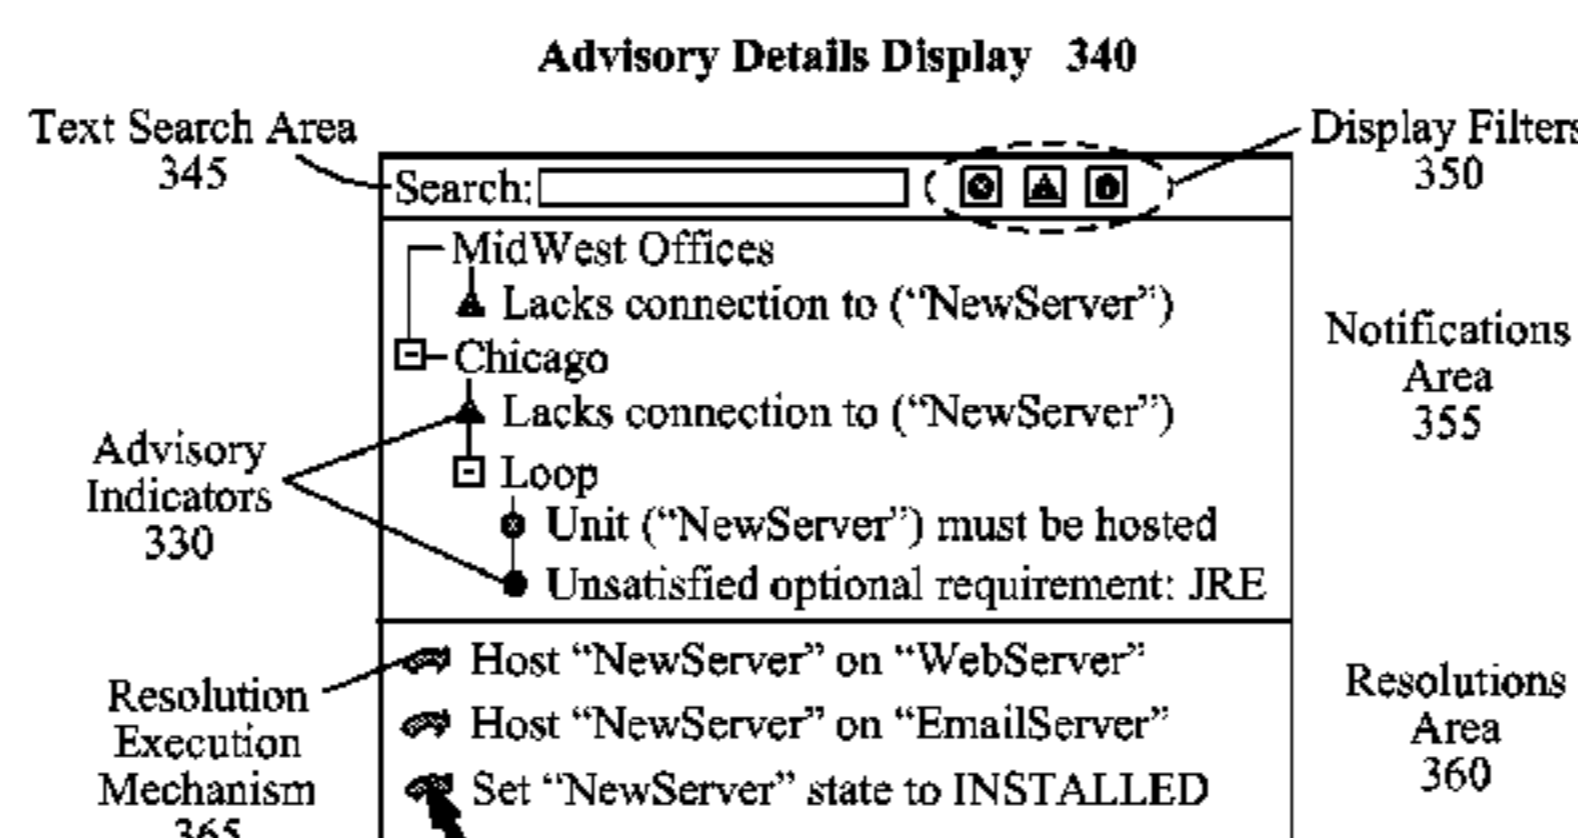 Advisory Details Display 340
Text Search Area
345
Display Filters
350
Search:
MidWest Offices
Lacks connection to (“NewServer”)
Chicago
Lacks connection to (“NewServer”)
Loop
Unit (“NewServer”) must be hosted
Unsatisfied optional requirement: JRE
Notifications
Area
355
Advisory
Indicators
330
Host “NewServer” on “WebServer”
Host “NewServer” on “EmailServer”
Set “NewServer” state to INSTALLED
Resolution
Execution
Mechanism
365
Resolutions
Area
360